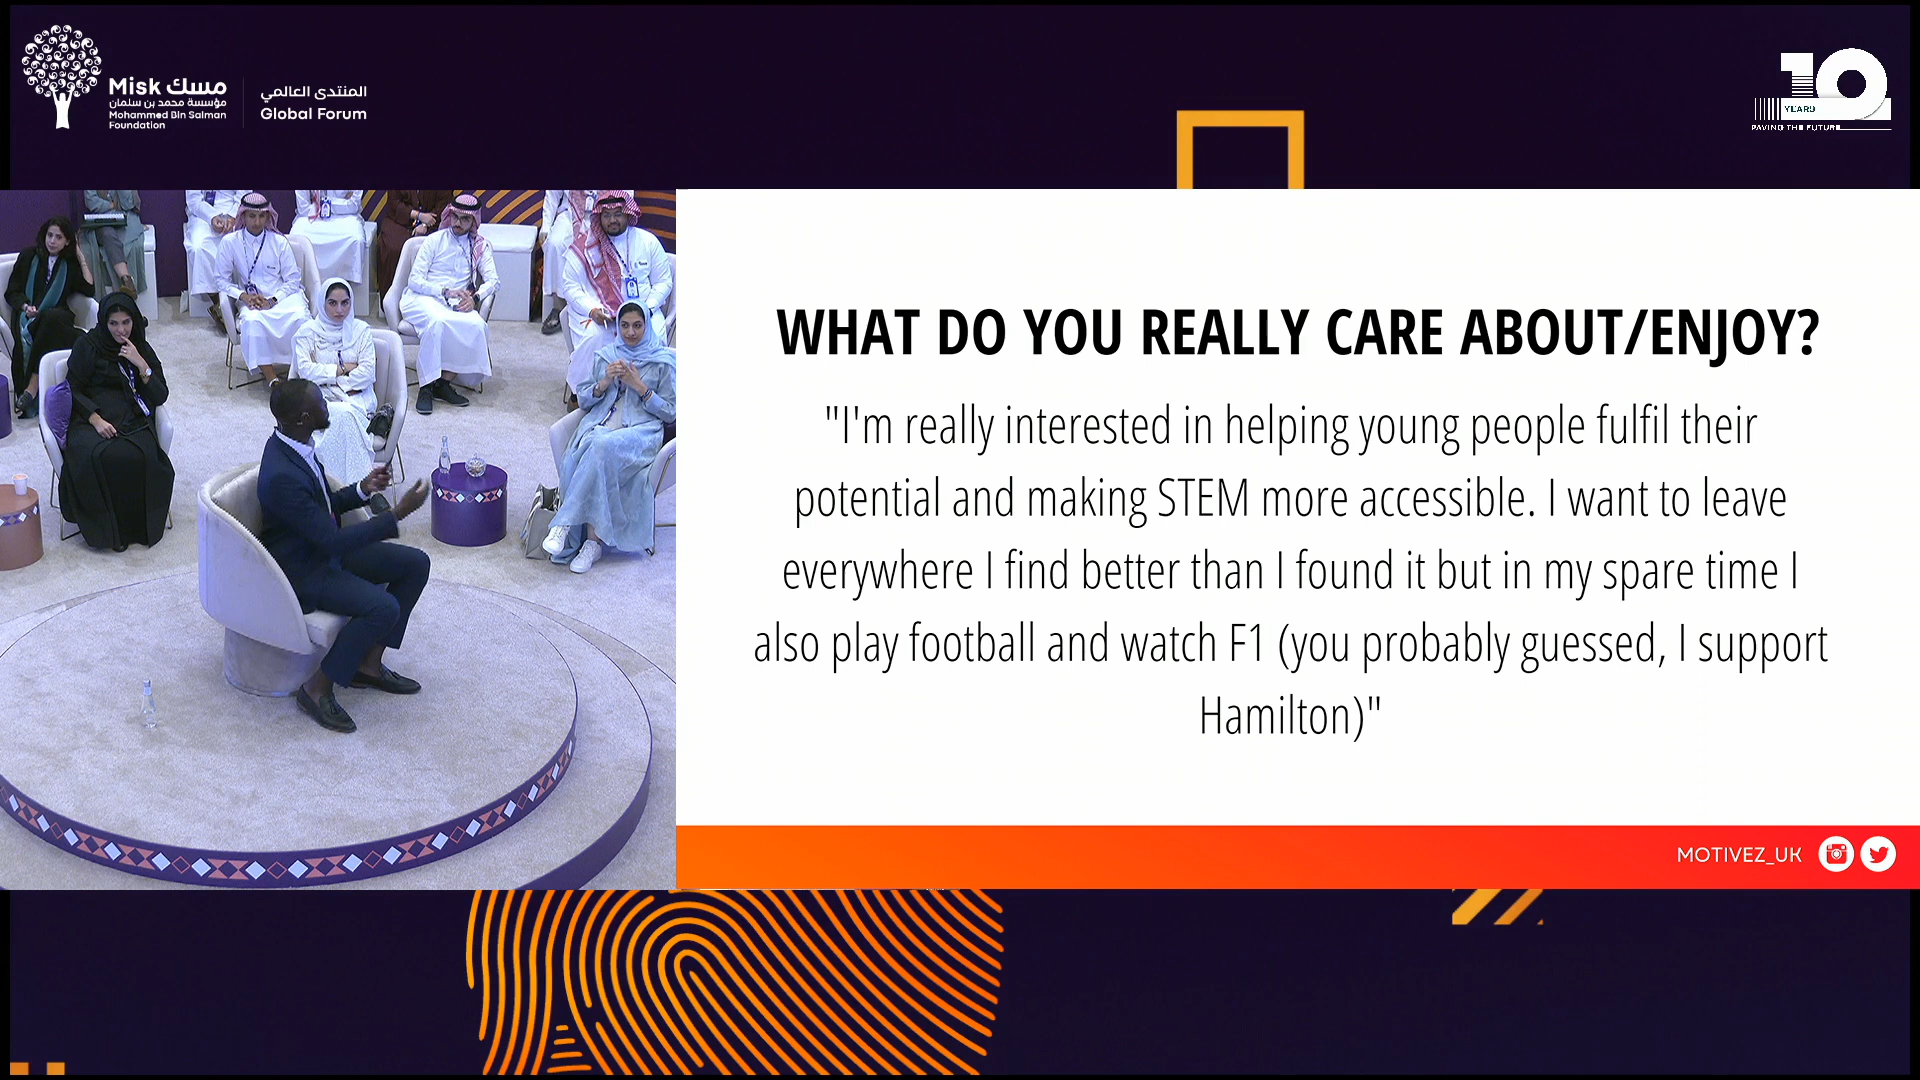 Misk مسك
مؤسسة محمد بن سلمان
Mohammed Bin Salman
Foundation
المنتدى العالمي
Global Forum
10
YEARS
PAVING THE FUTURE
WHAT DO YOU REALLY CARE ABOUT/ENJOY?
"I'm really interested in helping young people fulfil their
potential and making STEM more accessible. I want to leave
everywhere I find better than I found it but in my spare time I
also play football and watch F1 (you probably guessed, I support
Hamilton)"
MOTIVEZ_UK